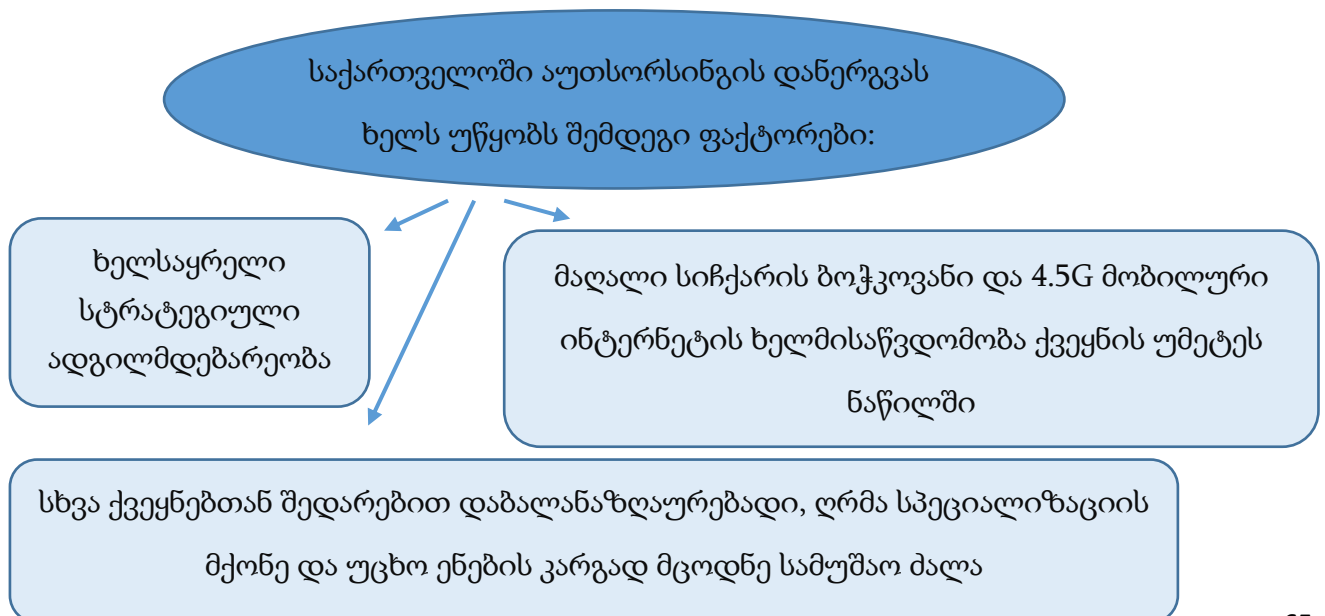 საქართველოში აუთსორსინგის დანერგვას
ხელს უწყობს შემდეგი ფაქტორები:
ხელსაყრელი
სტრატეგიული
ადგილმდებარეობა
მაღალი სიჩქარის ბოჭკოვანი და 4.5G მობილური
ინტერნეტის ხელმისაწვდომობა ქვეყნის უმეტეს
ნაწილში
სხვა ქვეყნებთან შედარებით დაბალანაზღაურებადი, ღრმა სპეციალიზაციის
მქონე და უცხო ენების კარგად მცოდნე სამუშაო ძალა